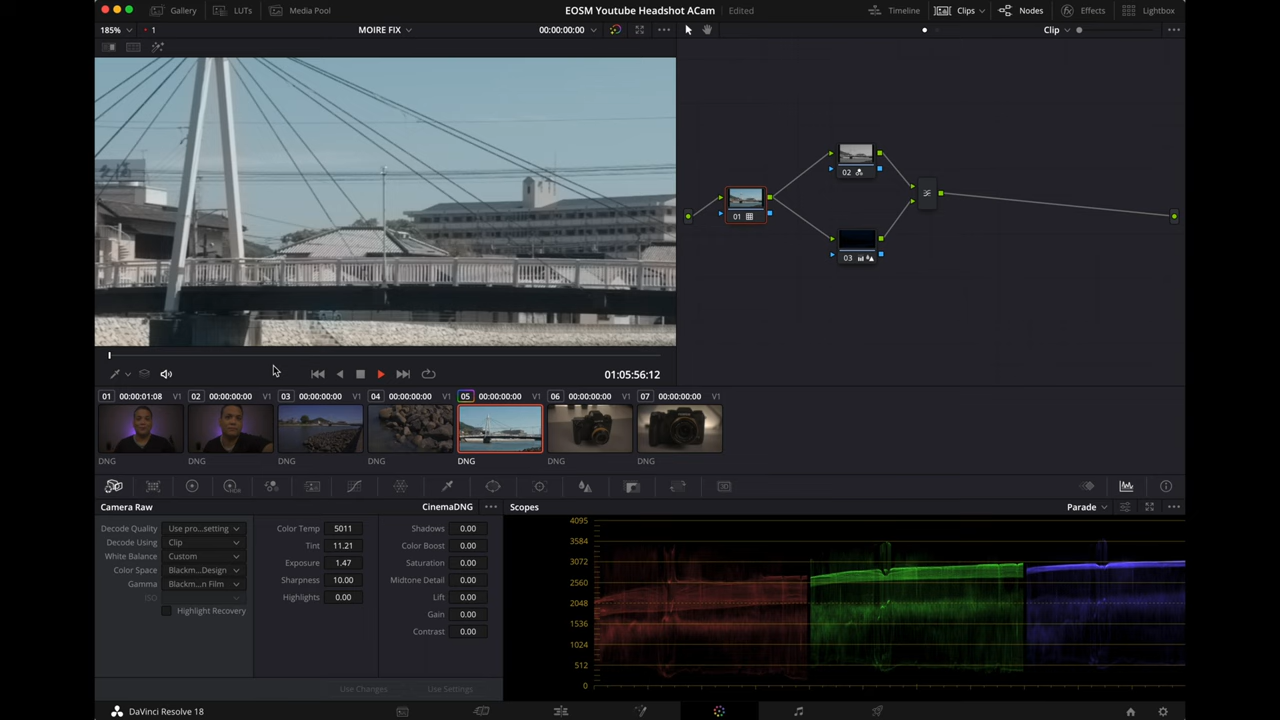 Gallery LUTs Media Pool EOSM Youtube Headshot ACam Edited Timeline Clips Nodes Effects Lightbox
185% 1 MOIRE FIX 00:00:00:00 Clip
02
01
03
01:05:56:12
01 00:00:01:08 V1 02 00:00:00:00 V1 03 00:00:00:00 V1 04 00:00:00:00 V1 05 00:00:00:00 V1 06 00:00:00:00 V1 07 00:00:00:00 V1
DNG DNG DNG DNG DNG DNG DNG
Camera Raw CinemaDNG Scopes Parade
Decode Quality Use pro...setting Color Temp 5011 Shadows 0.00 4095
Decode Using Clip Tint 11.21 Color Boost 0.00 3584
White Balance Custom Exposure 1.47 Saturation 0.00 3072
Color Space Blackm...Design Sharpness 10.00 Midtone Detail 0.00 2560
Gamma Blackm...n Film Highlights 0.00 Lift 0.00 2048
ISO Gain 0.00 1536
Highlight Recovery Contrast 0.00 1024
512
Use Changes Use Settings 0
DaVinci Resolve 18